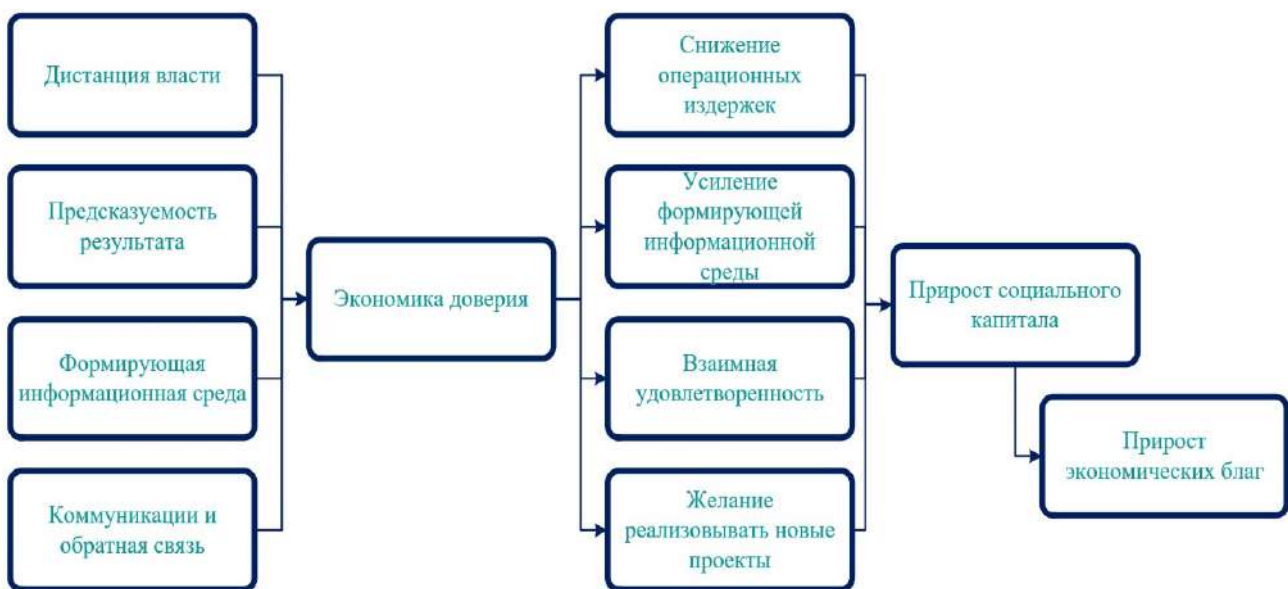 Дистанция власти
Предсказуемость
результата
Формирующая
информационная среда
Коммуникации и
обратная связь
Экономика доверия
Снижение
операционных
издержек
Усиление
формирующей
информационной
среды
Взаимная
удовлетворенность
Желание
реализовывать новые
проекты
Прирост социального
капитала
Прирост
экономических благ